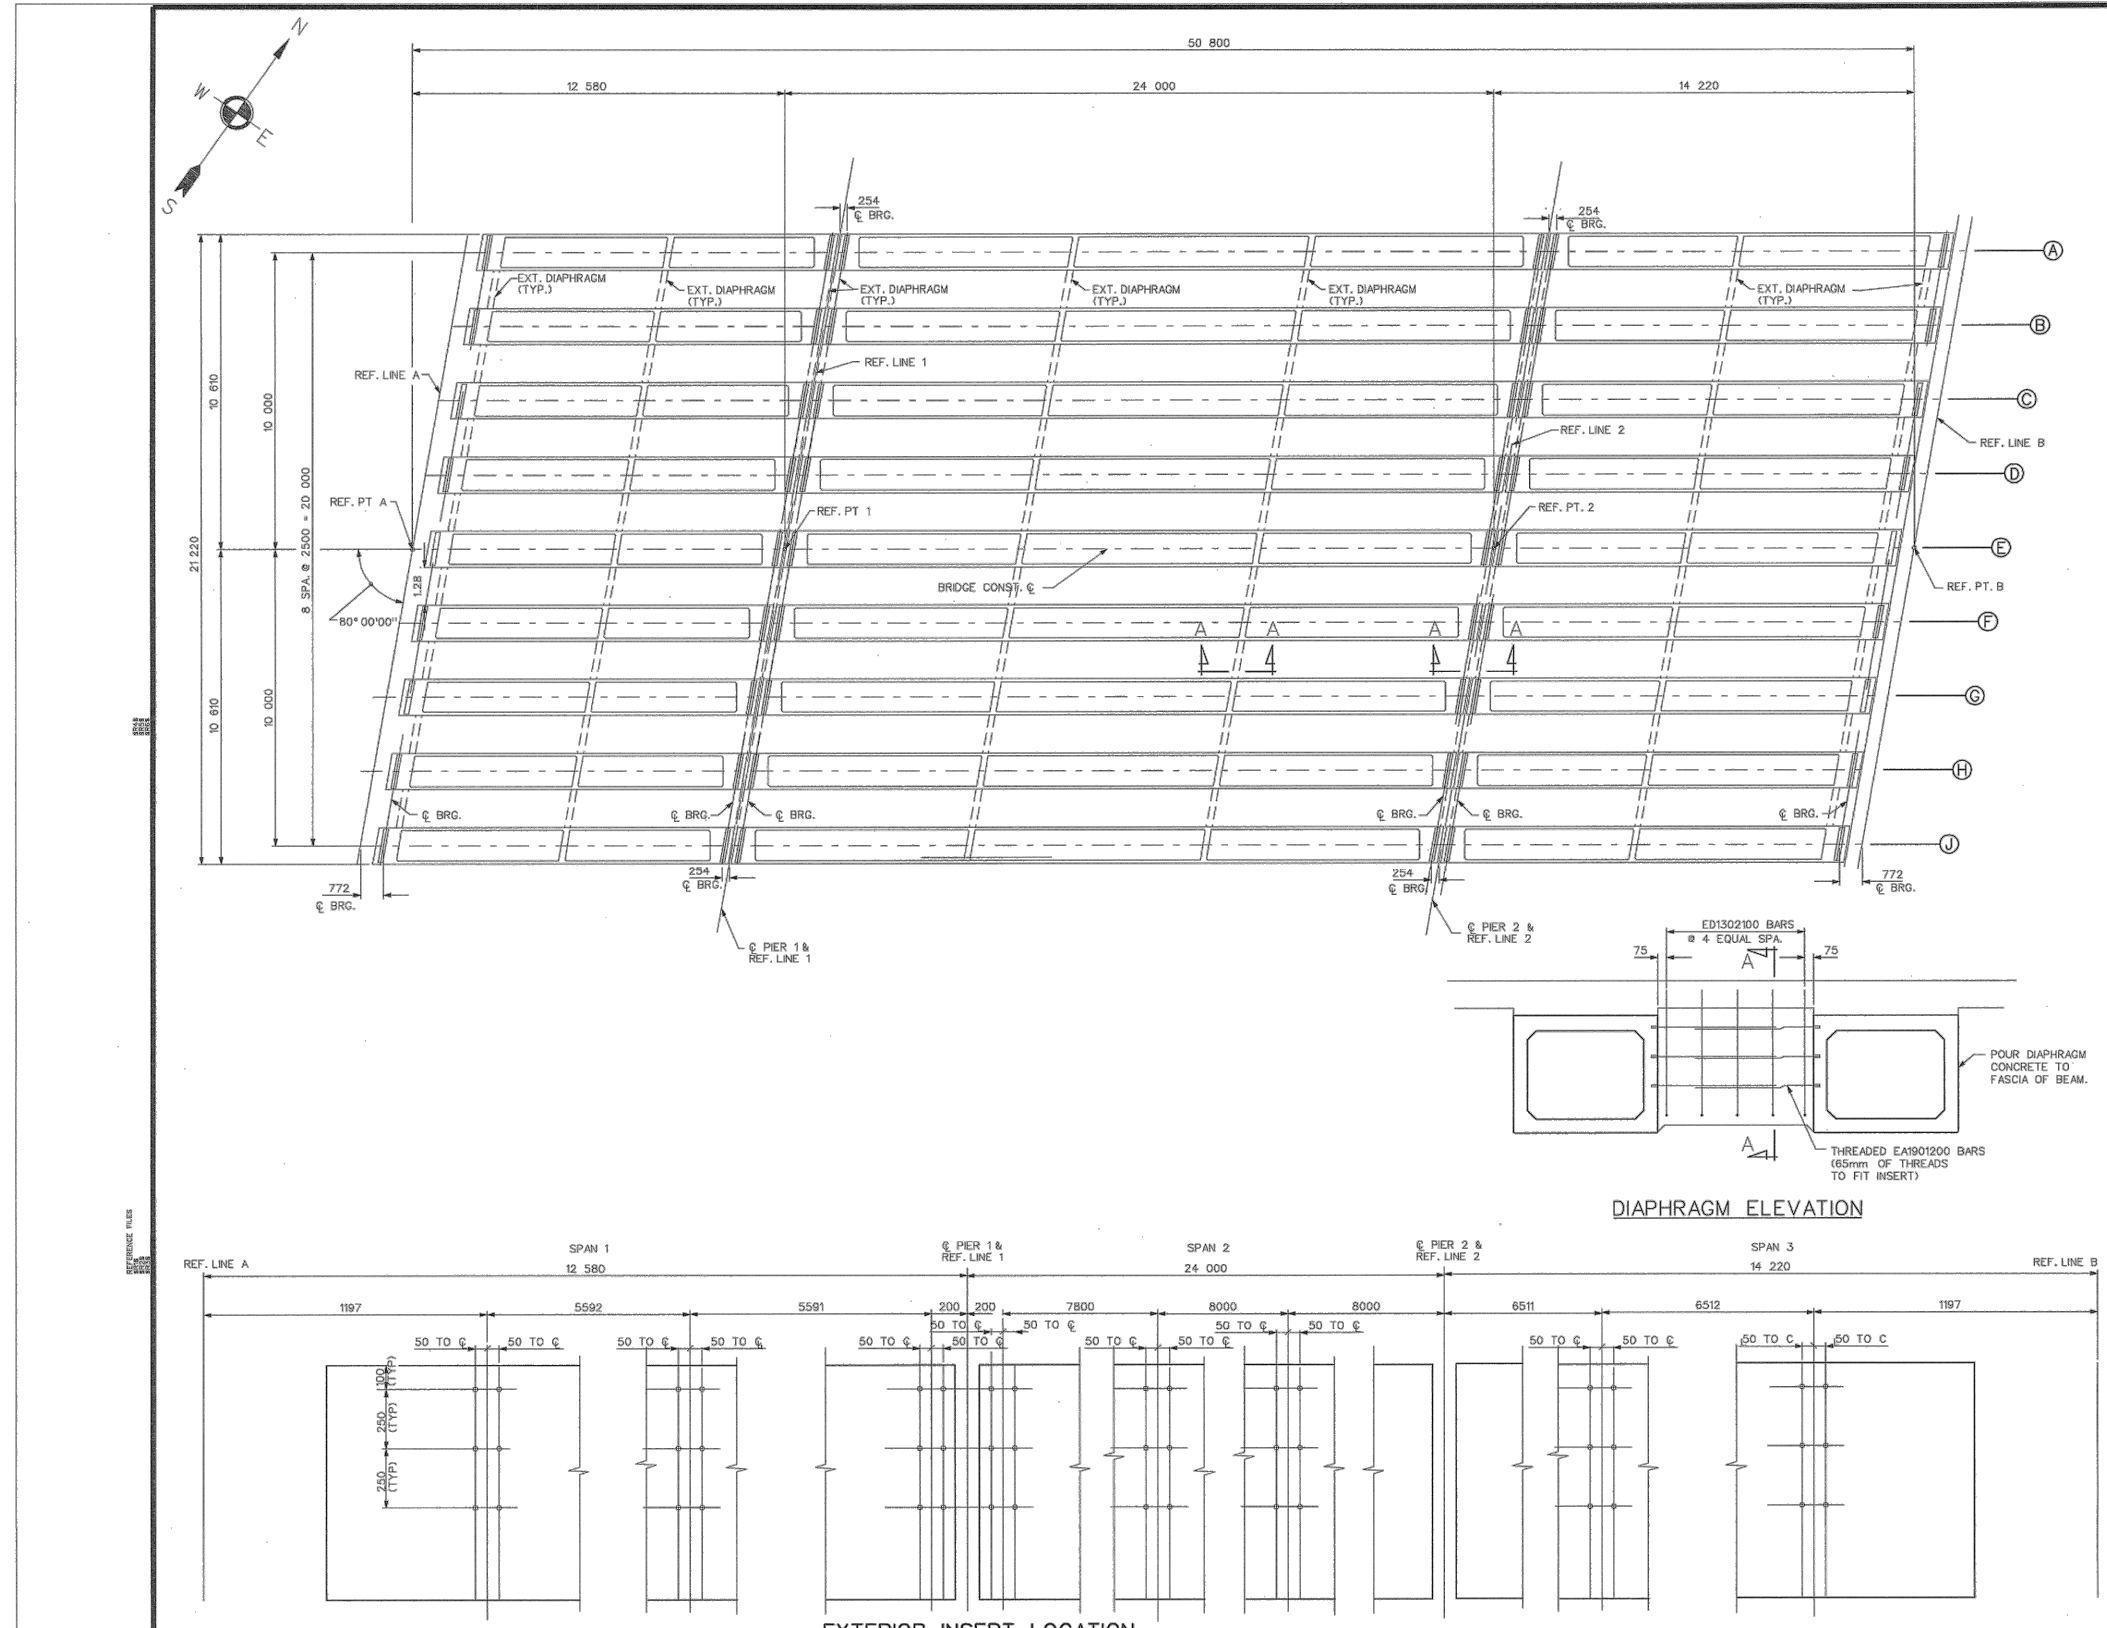 N
W
E
S
50 800
12 580
24 000
14 220
254
℄ BRG.
254
℄ BRG.
A
EXT. DIAPHRAGM
(TYP.)
EXT. DIAPHRAGM
(TYP.)
EXT. DIAPHRAGM
(TYP.)
EXT. DIAPHRAGM
(TYP.)
EXT. DIAPHRAGM
(TYP.)
EXT. DIAPHRAGM
(TYP.)
B
REF. LINE 1
REF. LINE A
10 610
10 000
C
REF. LINE 2
REF. LINE B
D
REF. PT A
REF. PT 1
REF. PT. 2
21 220
8 SPA. @ 2500 = 20 000
E
BRIDGE CONST. ℄
REF. PT. B
1.28
80° 00'00"
F
A
A
A
A
10 610
10 000
G
H
℄ BRG.
℄ BRG.
℄ BRG.
℄ BRG.
℄ BRG.
℄ BRG.
J
772
℄ BRG.
254
℄ BRG.
254
℄ BRG.
772
℄ BRG.
℄ PIER 1 &
REF. LINE 1
℄ PIER 2 &
REF. LINE 2
ED1302100 BARS
@ 4 EQUAL SPA.
75
75
A
POUR DIAPHRAGM
CONCRETE TO
FASCIA OF BEAM.
A
THREADED EA1901200 BARS
(65mm OF THREADS
TO FIT INSERT)
DIAPHRAGM ELEVATION
REFERENCE FILES
REF. LINE A
SPAN 1
℄ PIER 1 &
REF. LINE 1
SPAN 2
℄ PIER 2 &
REF. LINE 2
SPAN 3
REF. LINE B
12 580
24 000
14 220
1197
5592
5591
200
200
7800
8000
8000
6511
6512
1197
50 TO ℄
50 TO ℄
50 TO ℄
50 TO ℄
50 TO ℄
50 TO ℄
50 TO ℄
50 TO ℄
50 TO ℄
50 TO ℄
50 TO ℄
50 TO ℄
50 TO ℄
50 TO ℄
50 TO C
50 TO C
100
(TYP)
250
(TYP)
250
(TYP)
EXTERIOR INSERT LOCATION